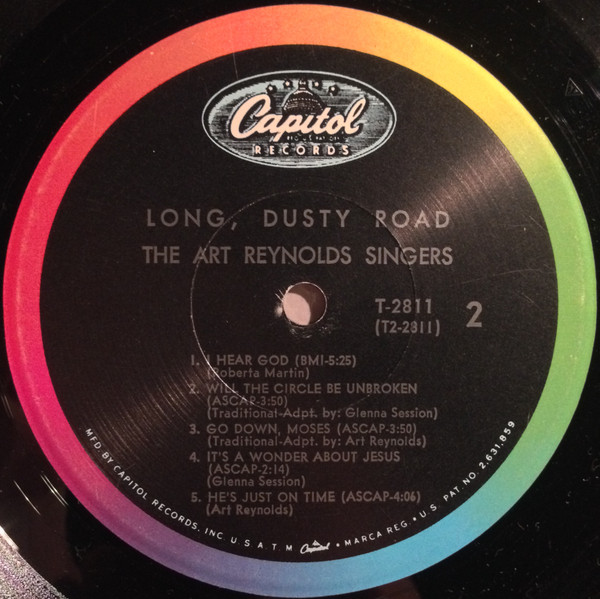 Capitol
RECORDS
LONG, DUSTY ROAD
THE ART REYNOLDS SINGERS
T-2811
(T2-2811)
2
1. I HEAR GOD (BMI-5:25)
(Roberta Martin)
2. WILL THE CIRCLE BE UNBROKEN
(ASCAP-3:50)
(Traditional-Adpt. by: Glenna Session)
3. GO DOWN, MOSES (ASCAP-3:50)
(Traditional-Adpt. by: Art Reynolds)
4. IT'S A WONDER ABOUT JESUS
(ASCAP-2:14)
(Glenna Session)
5. HE'S JUST ON TIME (ASCAP-4:06)
(Art Reynolds)
MFD BY CAPITOL RECORDS, INC. U.S.A. T.M. Capitol • MARCA REG. • U.S. PAT. NO. 2,631,859